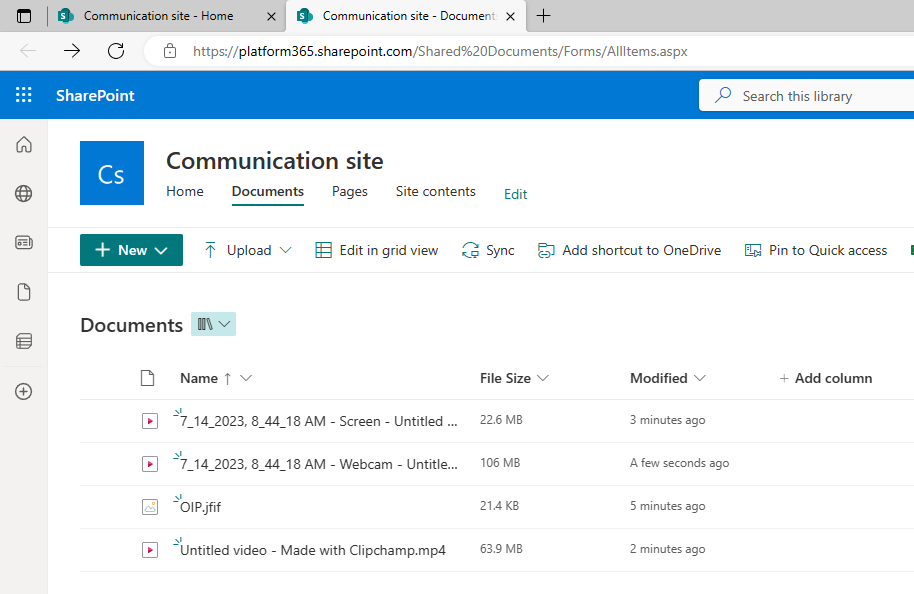 Communication site - Home
Communication site - Documents
https://platform365.sharepoint.com/Shared%20Documents/Forms/AllItems.aspx
SharePoint
Search this library
Cs
Communication site
Home Documents Pages Site contents Edit
New Upload Edit in grid view Sync Add shortcut to OneDrive Pin to Quick access
Documents
Name File Size Modified + Add column
7_14_2023, 8_44_18 AM - Screen - Untitled ... 22.6 MB 3 minutes ago
7_14_2023, 8_44_18 AM - Webcam - Untitle... 106 MB A few seconds ago
OIP.jfif 21.4 KB 5 minutes ago
Untitled video - Made with Clipchamp.mp4 63.9 MB 2 minutes ago